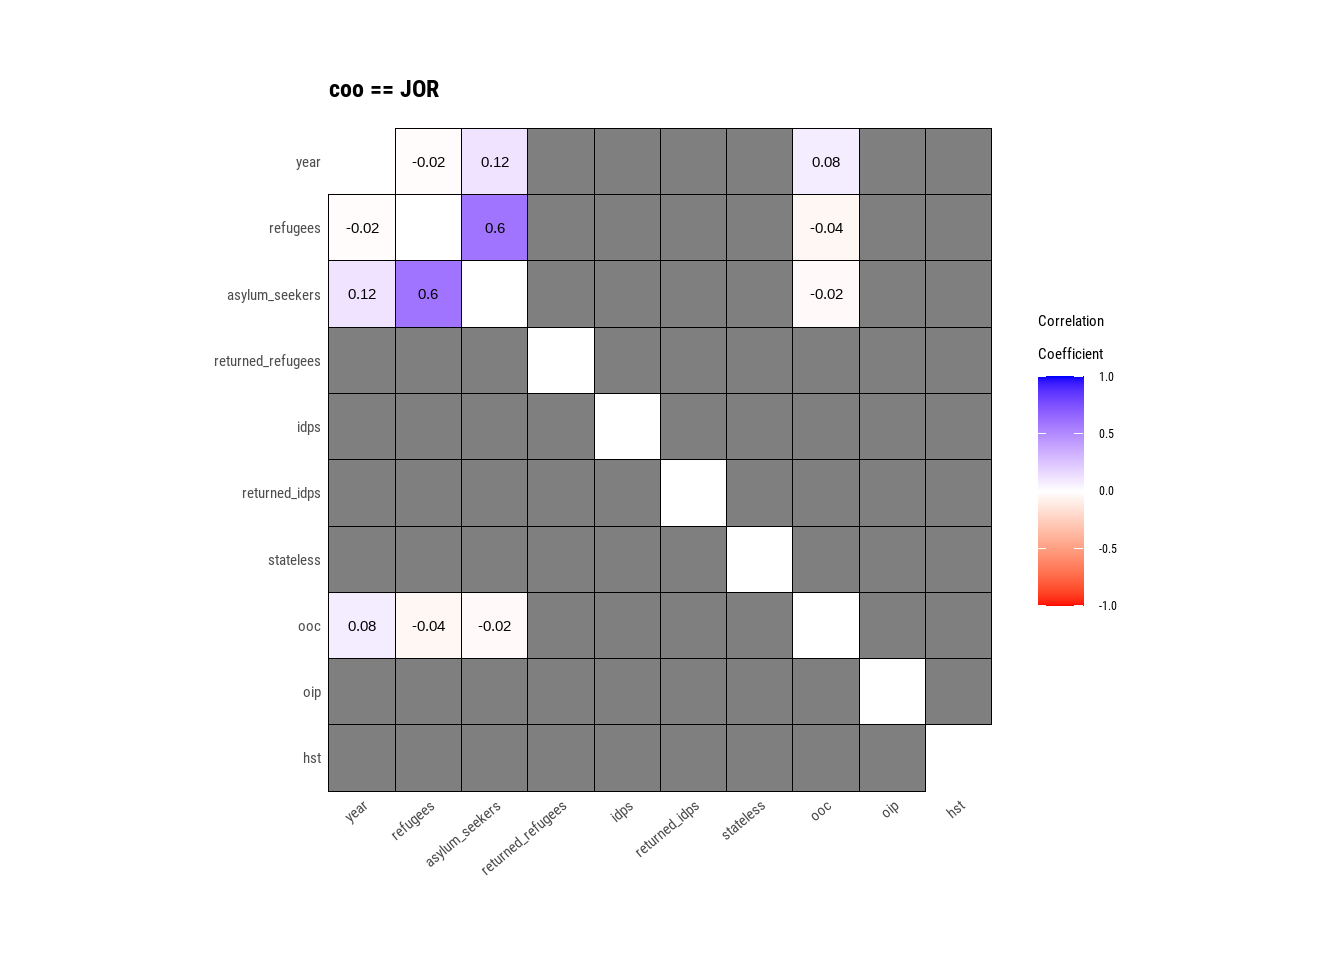 coo == JOR
year -0.02 0.12 0.08
refugees -0.02 0.6 -0.04
asylum_seekers 0.12 0.6 -0.02
returned_refugees
idps
returned_idps
stateless
ooc 0.08 -0.04 -0.02
oip
hst
year refugees asylum_seekers returned_refugees idps returned_idps stateless ooc oip hst
Correlation
Coefficient
1.0
0.5
0.0
-0.5
-1.0